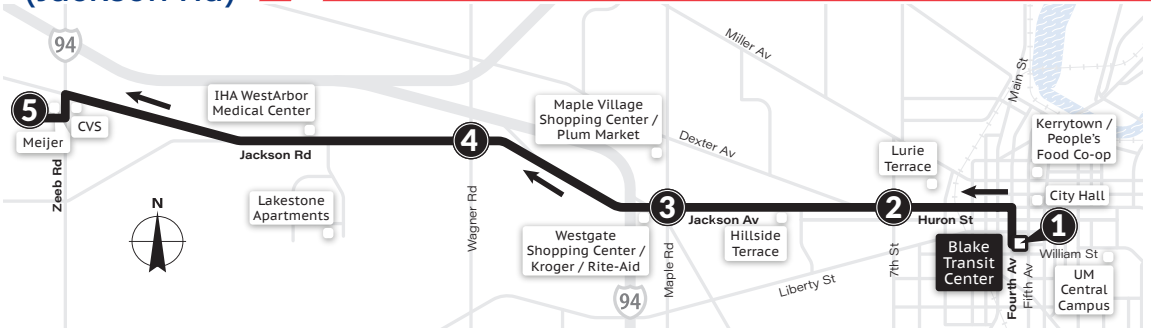 (Jackson Rd)
94
Miller Av
Main St
5
Meijer
CVS
Zeeb Rd
IHA WestArbor
Medical Center
Jackson Rd
Lakestone
Apartments
N
4
Wagner Rd
Maple Village
Shopping Center /
Plum Market
Dexter Av
3
Jackson Av
Westgate
Shopping Center /
Kroger / Rite-Aid
94
Maple Rd
Hillside
Terrace
Liberty St
Lurie
Terrace
2
Huron St
7th St
Kerrytown /
People's
Food Co-op
City Hall
1
Blake
Transit
Center
Fourth Av
Fifth Av
William St
UM
Central
Campus